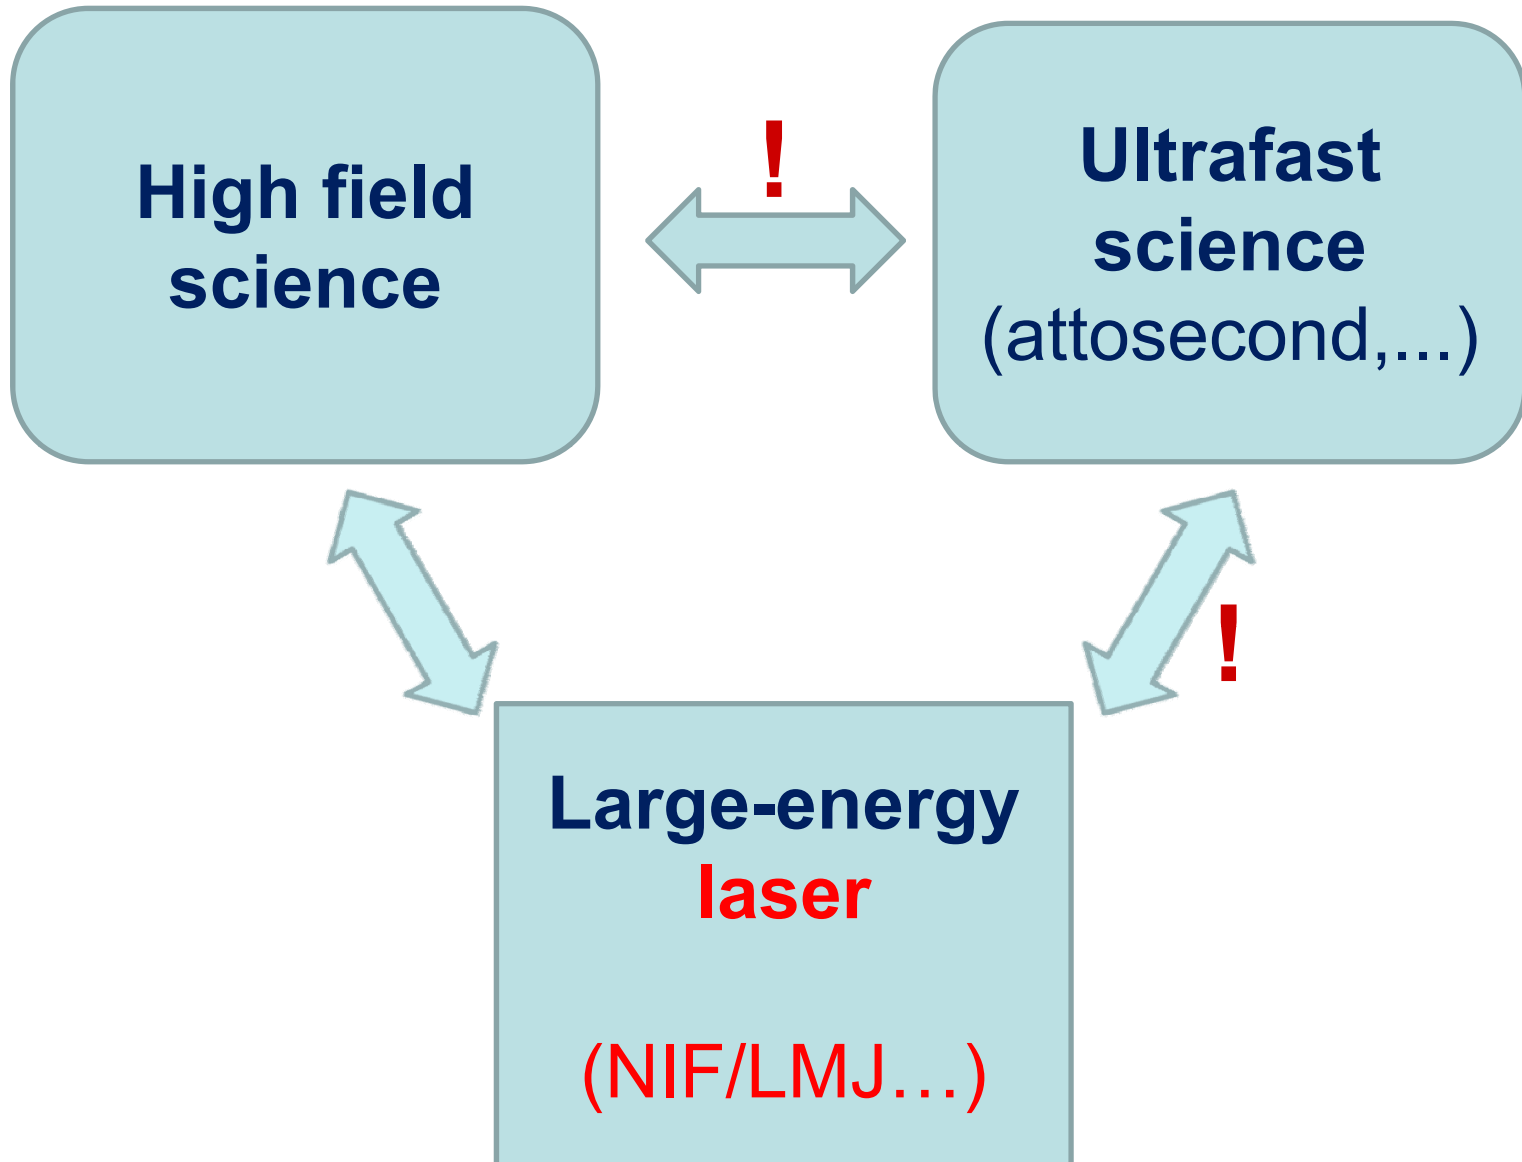 High field
science
!
Ultrafast
science
(attosecond,...)
!
Large-energy
laser
(NIF/LMJ…)